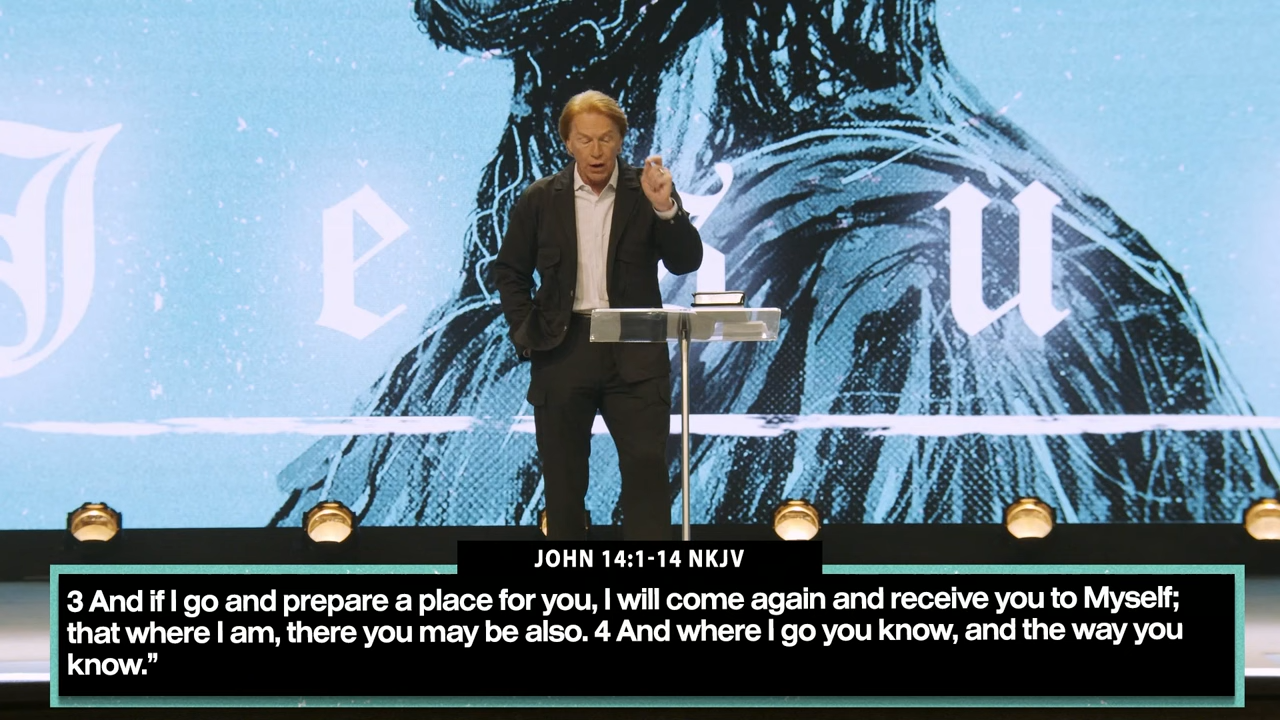 J e s u
JOHN 14:1-14 NKJV
3 And if I go and prepare a place for you, I will come again and receive you to Myself;
that where I am, there you may be also. 4 And where I go you know, and the way you
know.”